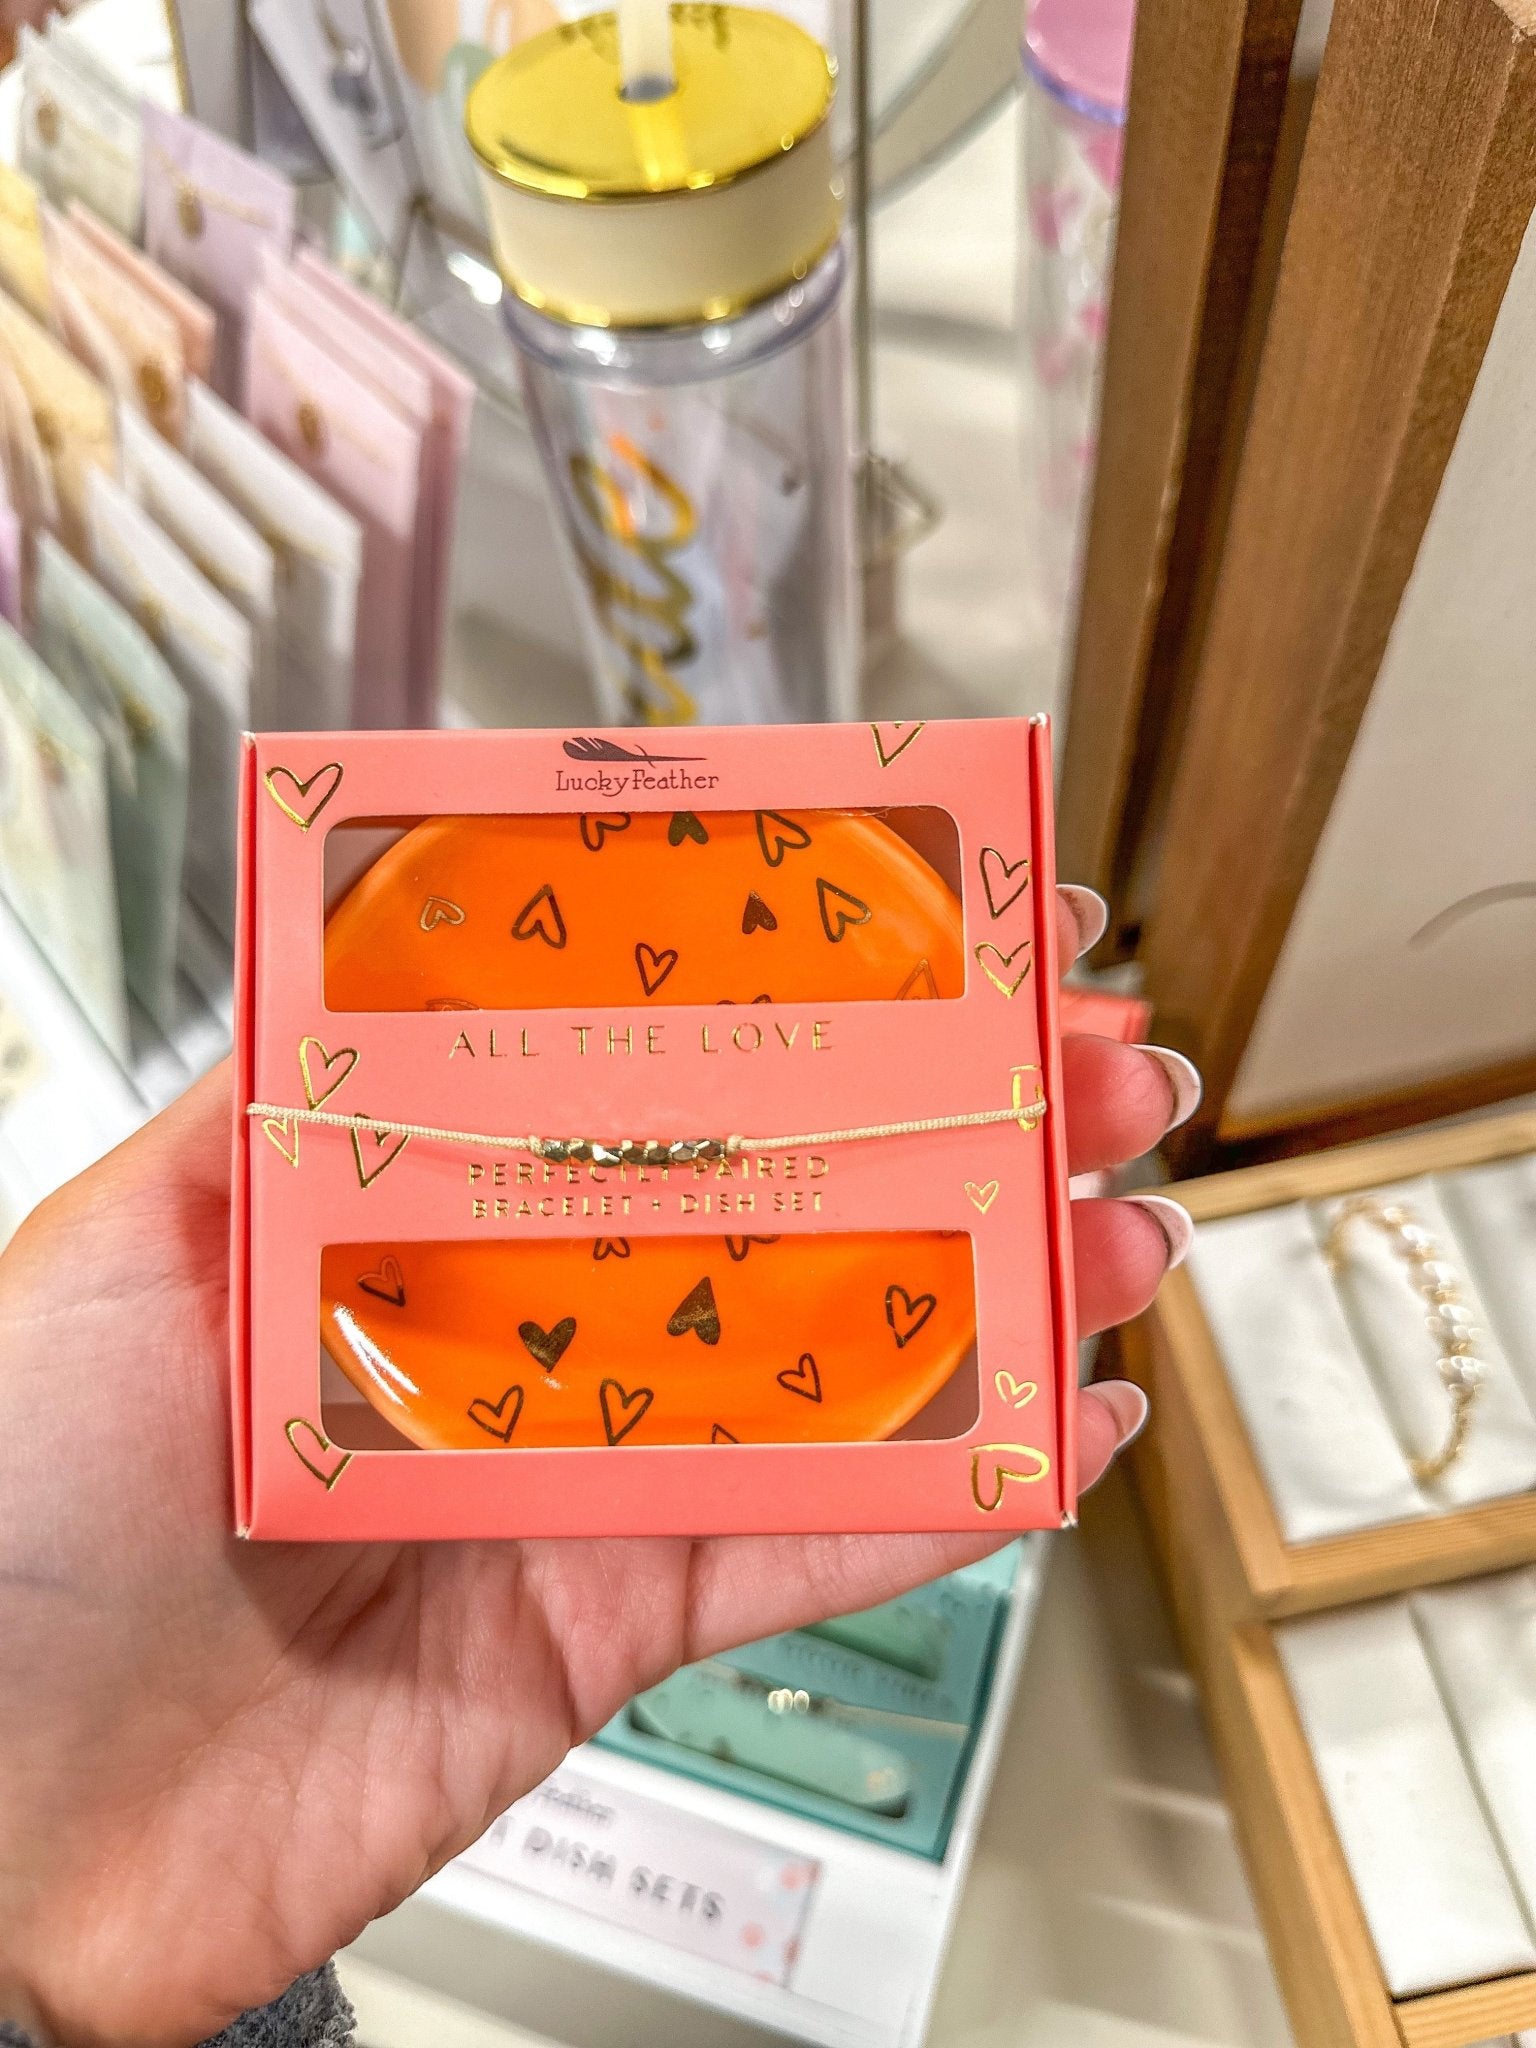 LuckyFeather
ALL THE LOVE
PERFECTLY PAIRED
BRACELET + DISH SET
DISH SETS